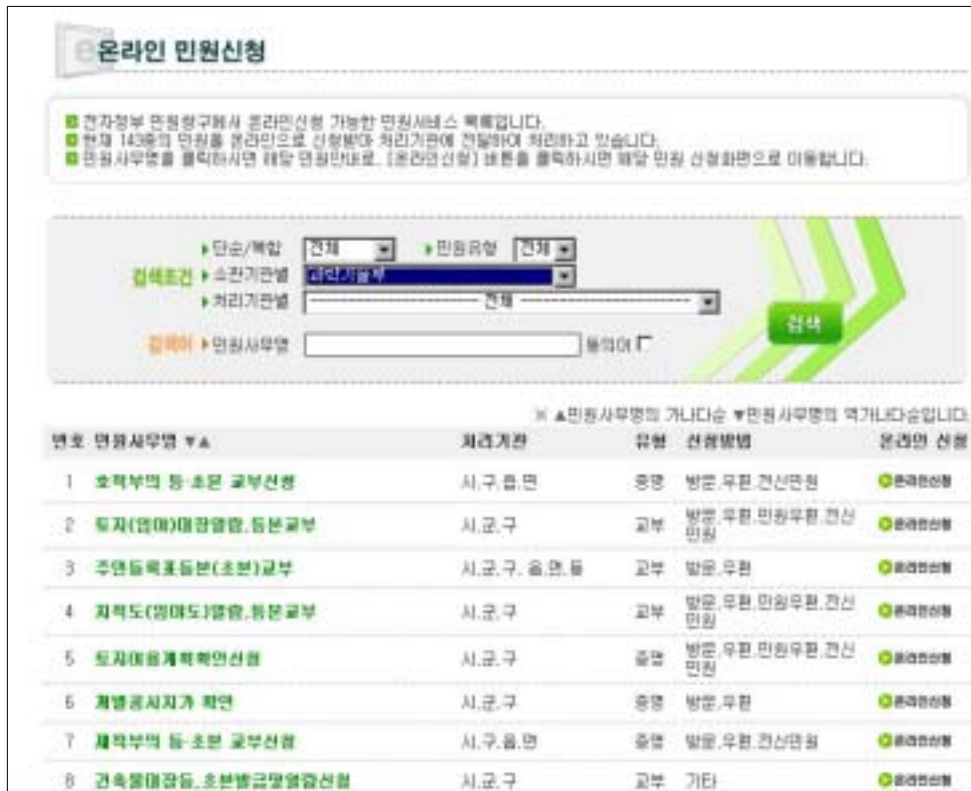 온라인 민원신청
전자정부 민원창구에서 온라인신청 가능한 민원서비스 목록입니다.
현재 143종의 민원을 온라인으로 신청받아 처리기관에 전달하여 처리하고 있습니다.
민원사무명을 클릭하시면 해당 민원안내로, [온라인신청] 버튼을 클릭하시면 해당 민원 신청화면으로 이동합니다.
단순/복합 전체 민원유형 전체
검색조건 소관기관별 과학기술부
처리기관별 전체
검색
검색어 민원사무명 동의어
※ ▲민원사무명의 가나다순 ▼민원사무명의 역가나다순입니다.
번호 민원사무명 ▼▲ 처리기관 유형 신청방법 온라인 신청
1 호적부의 등·초본 교부신청 시.구.읍.면 증명 방문.우편.전신민원 온라인신청
2 토지(임야)대장열람.등본교부 시.군.구 교부 방문.우편.민원우편.전신
민원 온라인신청
3 주민등록표등본(초본)교부 시.군.구. 읍.면.동 교부 방문.우편 온라인신청
4 지적도(임야도)열람.등본교부 시.군.구 교부 방문.우편.민원우편.전신
민원 온라인신청
5 토지이용계획확인신청 시.군.구 증명 방문.우편.민원우편.전신
민원 온라인신청
6 개별공시지가 확인 시.군.구 증명 방문.우편 온라인신청
7 제적부의 등·초본 교부신청 시.구.읍.면 증명 방문.우편.전신민원 온라인신청
8 건축물대장등.초본발급및열람신청 시.군.구 교부 기타 온라인신청